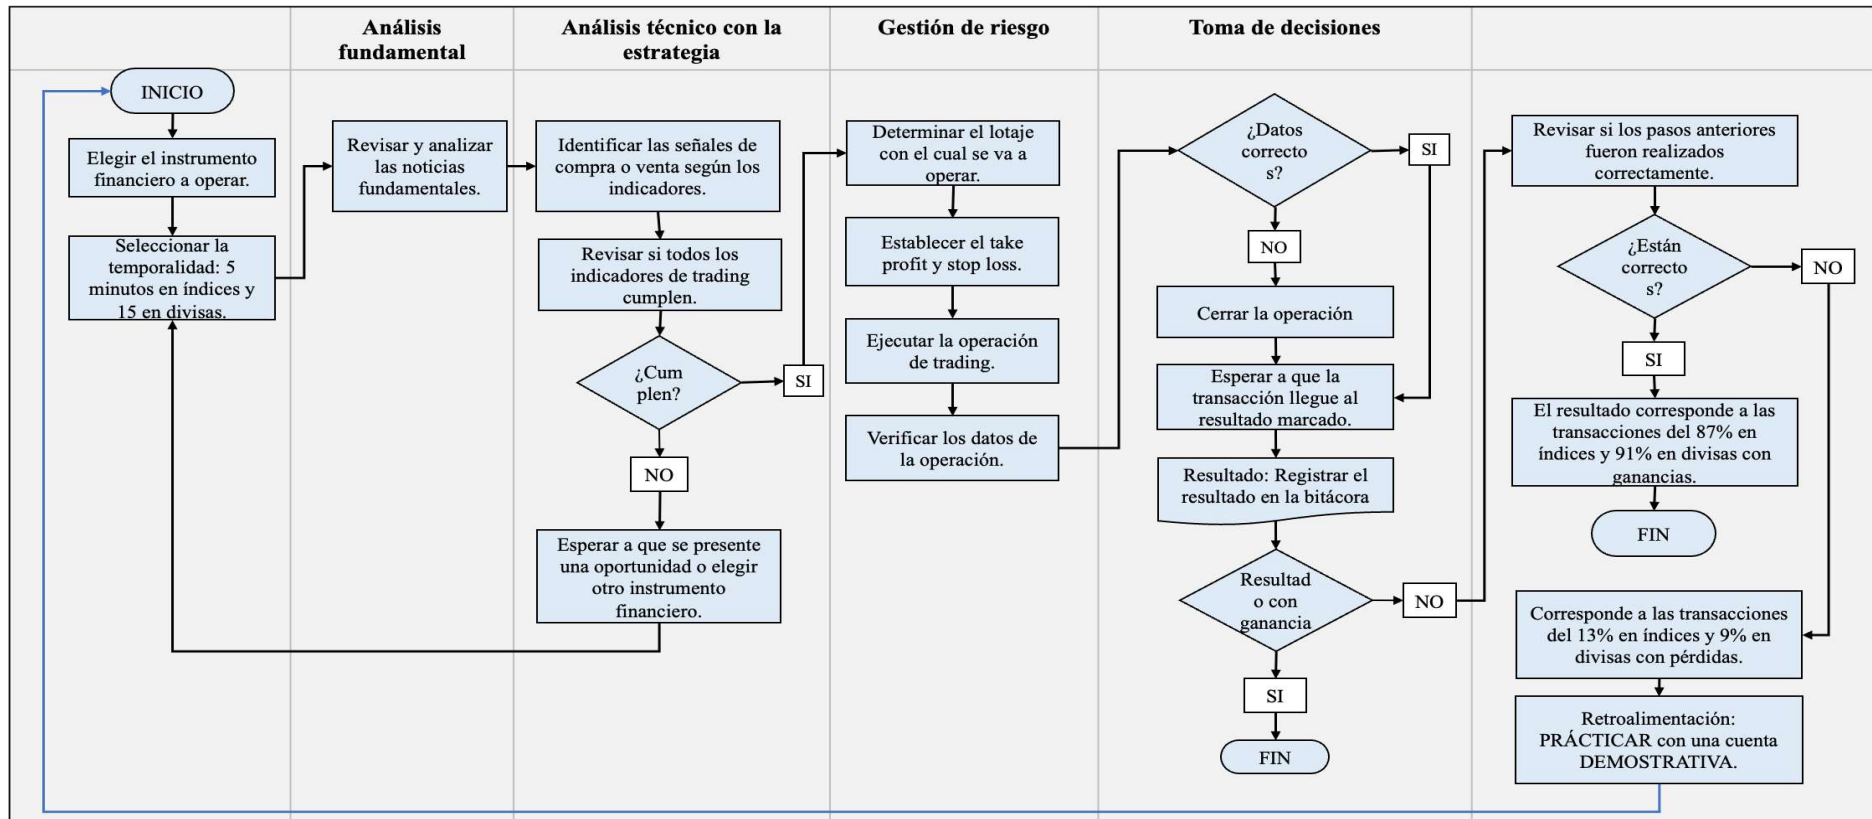 Análisis
fundamental
Análisis técnico con la
estrategia
Gestión de riesgo
Toma de decisiones
INICIO
Elegir el instrumento
financiero a operar.
Seleccionar la
temporalidad: 5
minutos en índices y
15 en divisas.
Revisar y analizar
las noticias
fundamentales.
Identificar las señales de
compra o venta según los
indicadores.
Revisar si todos los
indicadores de trading
cumplen.
¿Cum
plen?
SI
NO
Esperar a que se presente
una oportunidad o elegir
otro instrumento
financiero.
Determinar el lotaje
con el cual se va a
operar.
Establecer el take
profit y stop loss.
Ejecutar la operación
de trading.
Verificar los datos de
la operación.
¿Datos
correcto
s?
SI
NO
Cerrar la operación
Esperar a que la
transacción llegue al
resultado marcado.
Resultado: Registrar el
resultado en la bitácora
Resultad
o con
ganancia
NO
SI
FIN
Revisar si los pasos anteriores
fueron realizados
correctamente.
¿Están
correcto
s?
NO
SI
El resultado corresponde a las
transacciones del 87% en
índices y 91% en divisas con
ganancias.
FIN
Corresponde a las transacciones
del 13% en índices y 9% en
divisas con pérdidas.
Retroalimentación:
PRÁCTICAR con una cuenta
DEMOSTRATIVA.